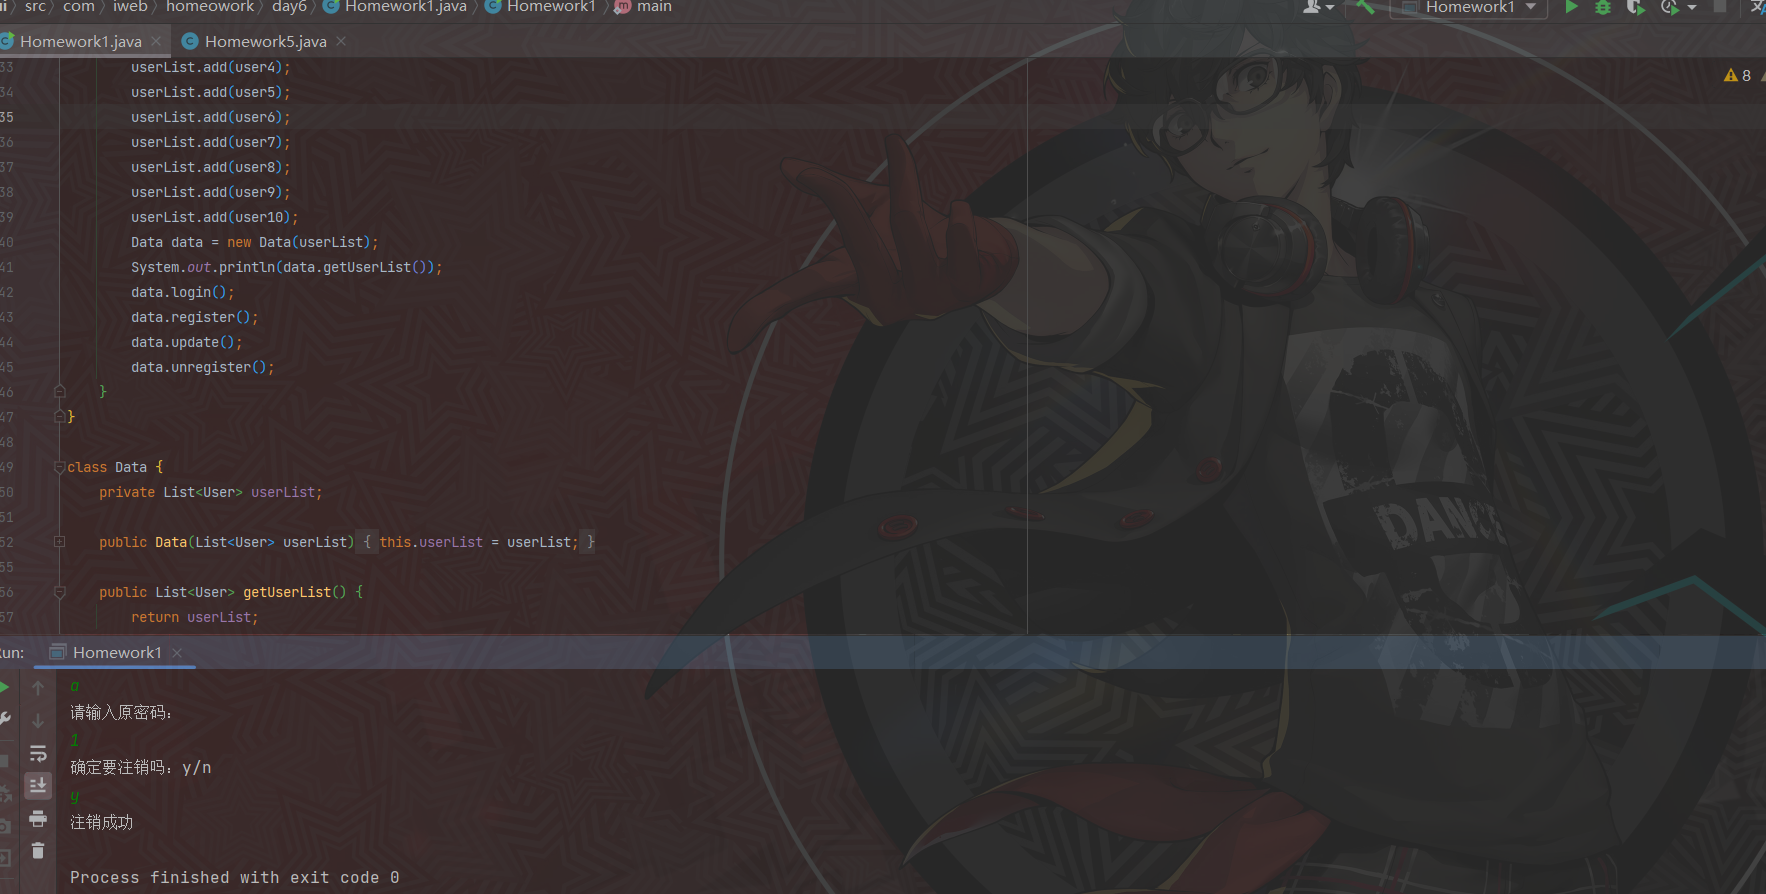 src com iweb homeowork day6 Homework1.java Homework1 main Homework1
Homework1.java Homework5.java
33 userList.add(user4);
8
34 userList.add(user5);
35 userList.add(user6);
36 userList.add(user7);
37 userList.add(user8);
38 userList.add(user9);
39 userList.add(user10);
40 Data data = new Data(userList);
41 System.out.println(data.getUserList());
42 data.login();
43 data.register();
44 data.update();
45 data.unregister();
46 }
47 }
48
49 class Data {
50 private List<User> userList;
51
52 public Data(List<User> userList) { this.userList = userList; }
55
56 public List<User> getUserList() {
57 return userList;
DANC
Homework1
a
请输入原密码:
1
确定要注销吗: y/n
y
注销成功
Process finished with exit code 0